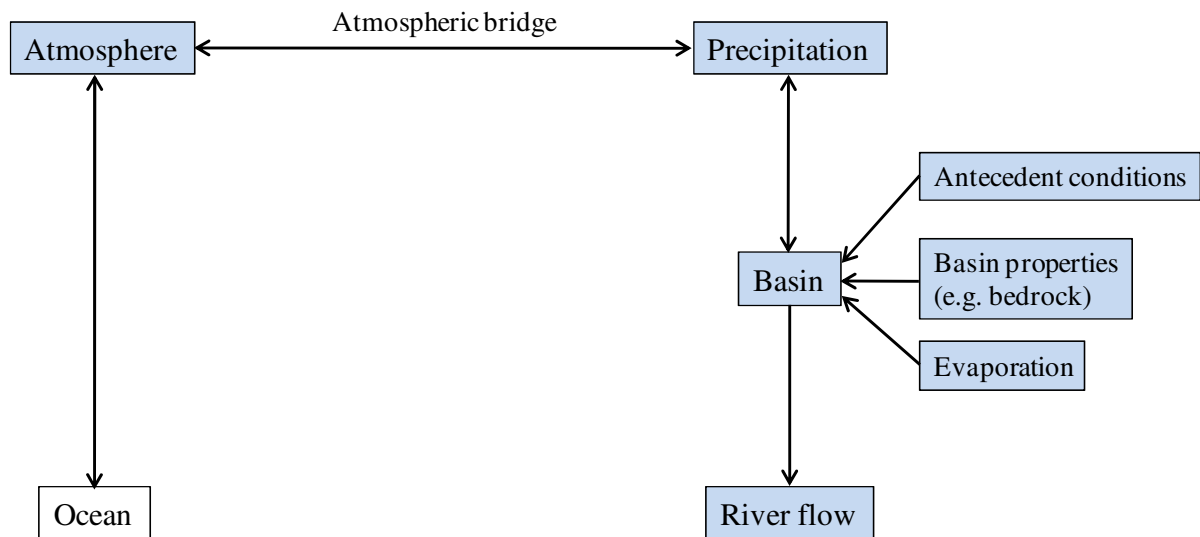 Atmospheric bridge
Atmosphere
Precipitation
Antecedent conditions
Basin properties
(e.g. bedrock)
Basin
Evaporation
Ocean
River flow